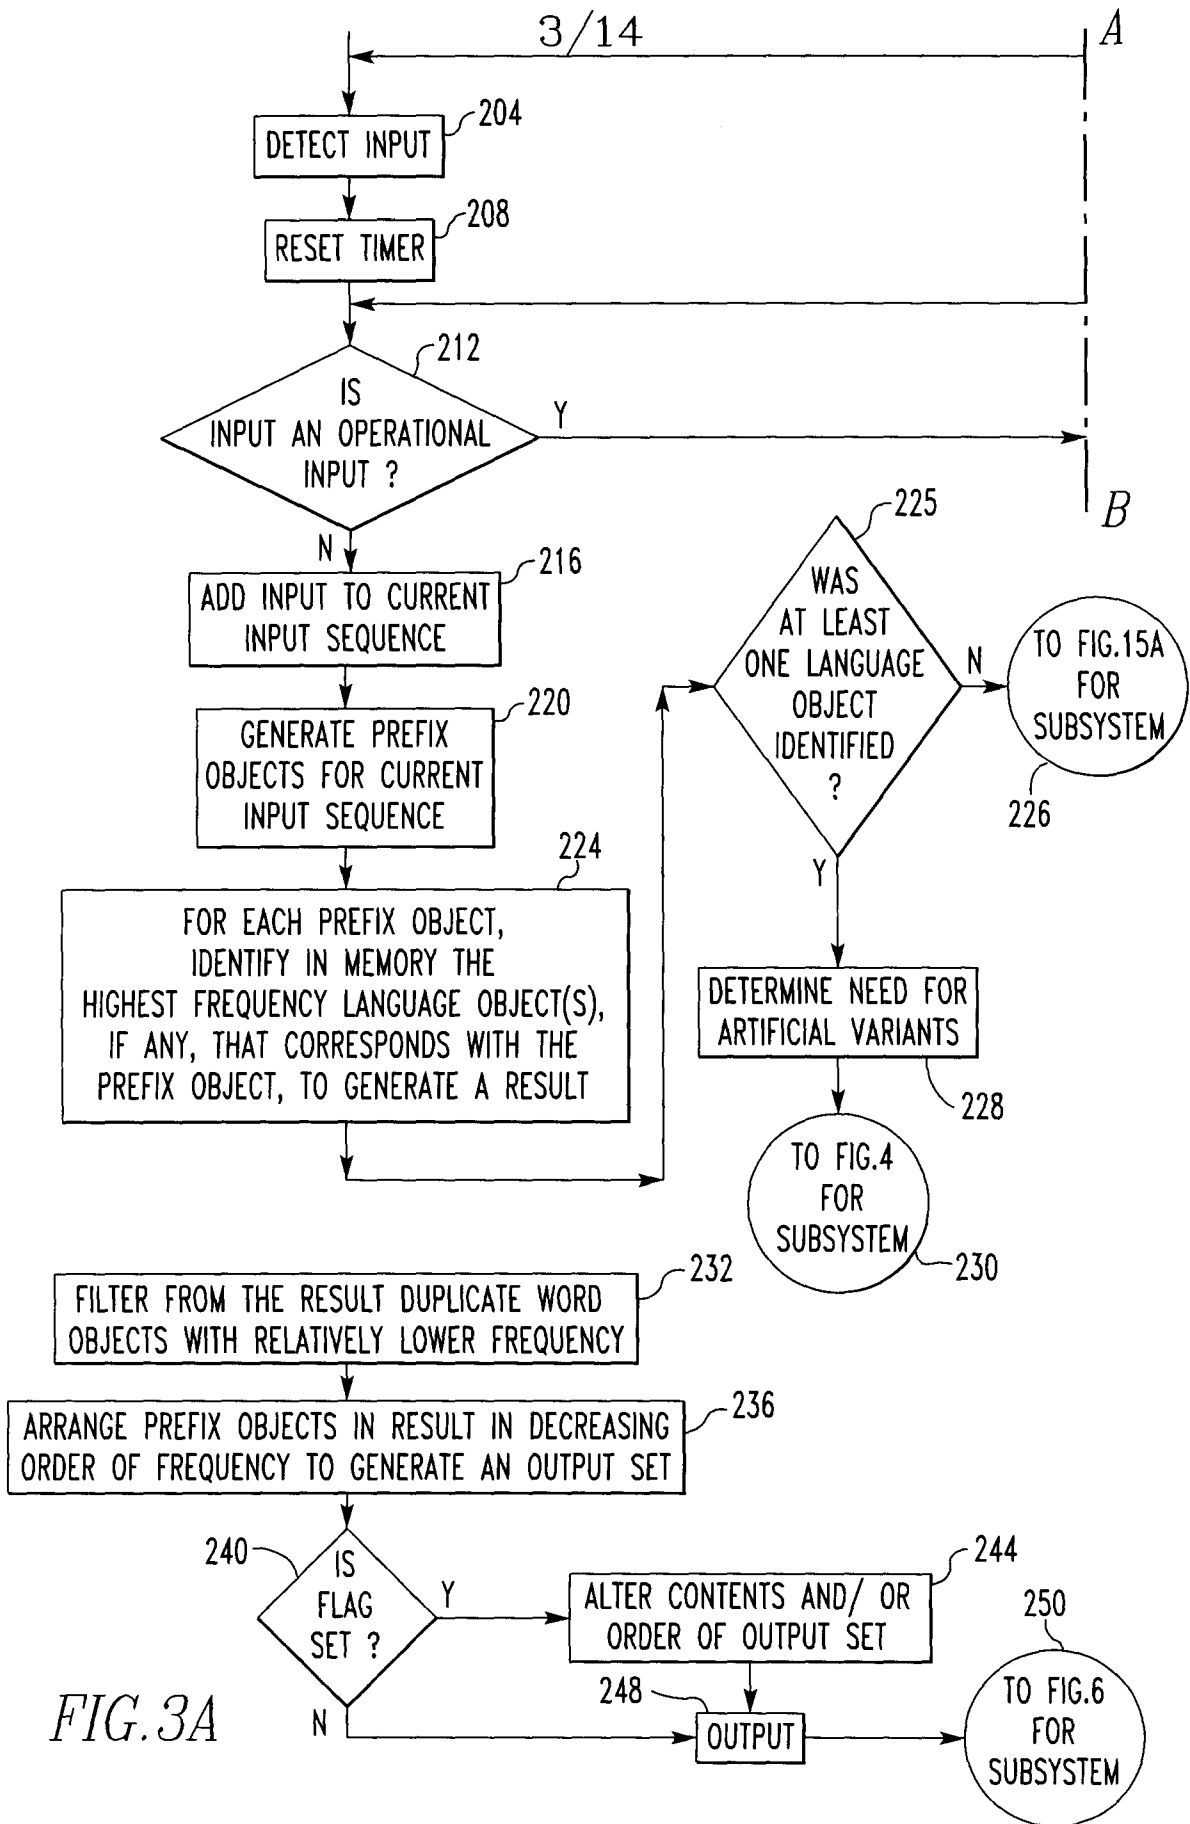 3/14
A
204
DETECT INPUT
208
RESET TIMER
212
IS
INPUT AN OPERATIONAL
INPUT ?
Y
B
N
216
ADD INPUT TO CURRENT
INPUT SEQUENCE
220
GENERATE PREFIX
OBJECTS FOR CURRENT
INPUT SEQUENCE
224
FOR EACH PREFIX OBJECT,
IDENTIFY IN MEMORY THE
HIGHEST FREQUENCY LANGUAGE OBJECT(S),
IF ANY, THAT CORRESPONDS WITH THE
PREFIX OBJECT, TO GENERATE A RESULT
225
WAS
AT LEAST
ONE LANGUAGE
OBJECT
IDENTIFIED
?
N
TO FIG.15A
FOR
SUBSYSTEM
226
Y
DETERMINE NEED FOR
ARTIFICIAL VARIANTS
228
TO FIG.4
FOR
SUBSYSTEM
230
232
FILTER FROM THE RESULT DUPLICATE WORD
OBJECTS WITH RELATIVELY LOWER FREQUENCY
236
ARRANGE PREFIX OBJECTS IN RESULT IN DECREASING
ORDER OF FREQUENCY TO GENERATE AN OUTPUT SET
240
IS
FLAG
SET ?
Y
244
ALTER CONTENTS AND/ OR
ORDER OF OUTPUT SET
N
248
OUTPUT
250
TO FIG.6
FOR
SUBSYSTEM
FIG.3A